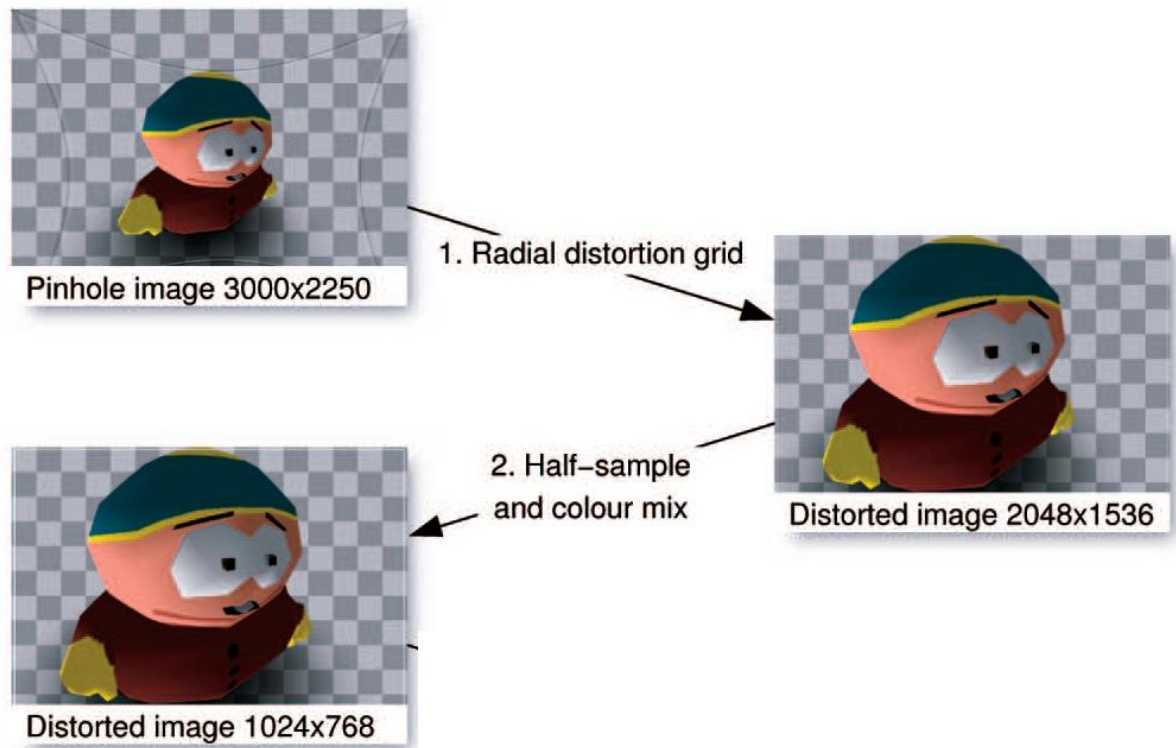 Pinhole image 3000x2250
1. Radial distortion grid
Distorted image 2048x1536
2. Half−sample
and colour mix
Distorted image 1024x768